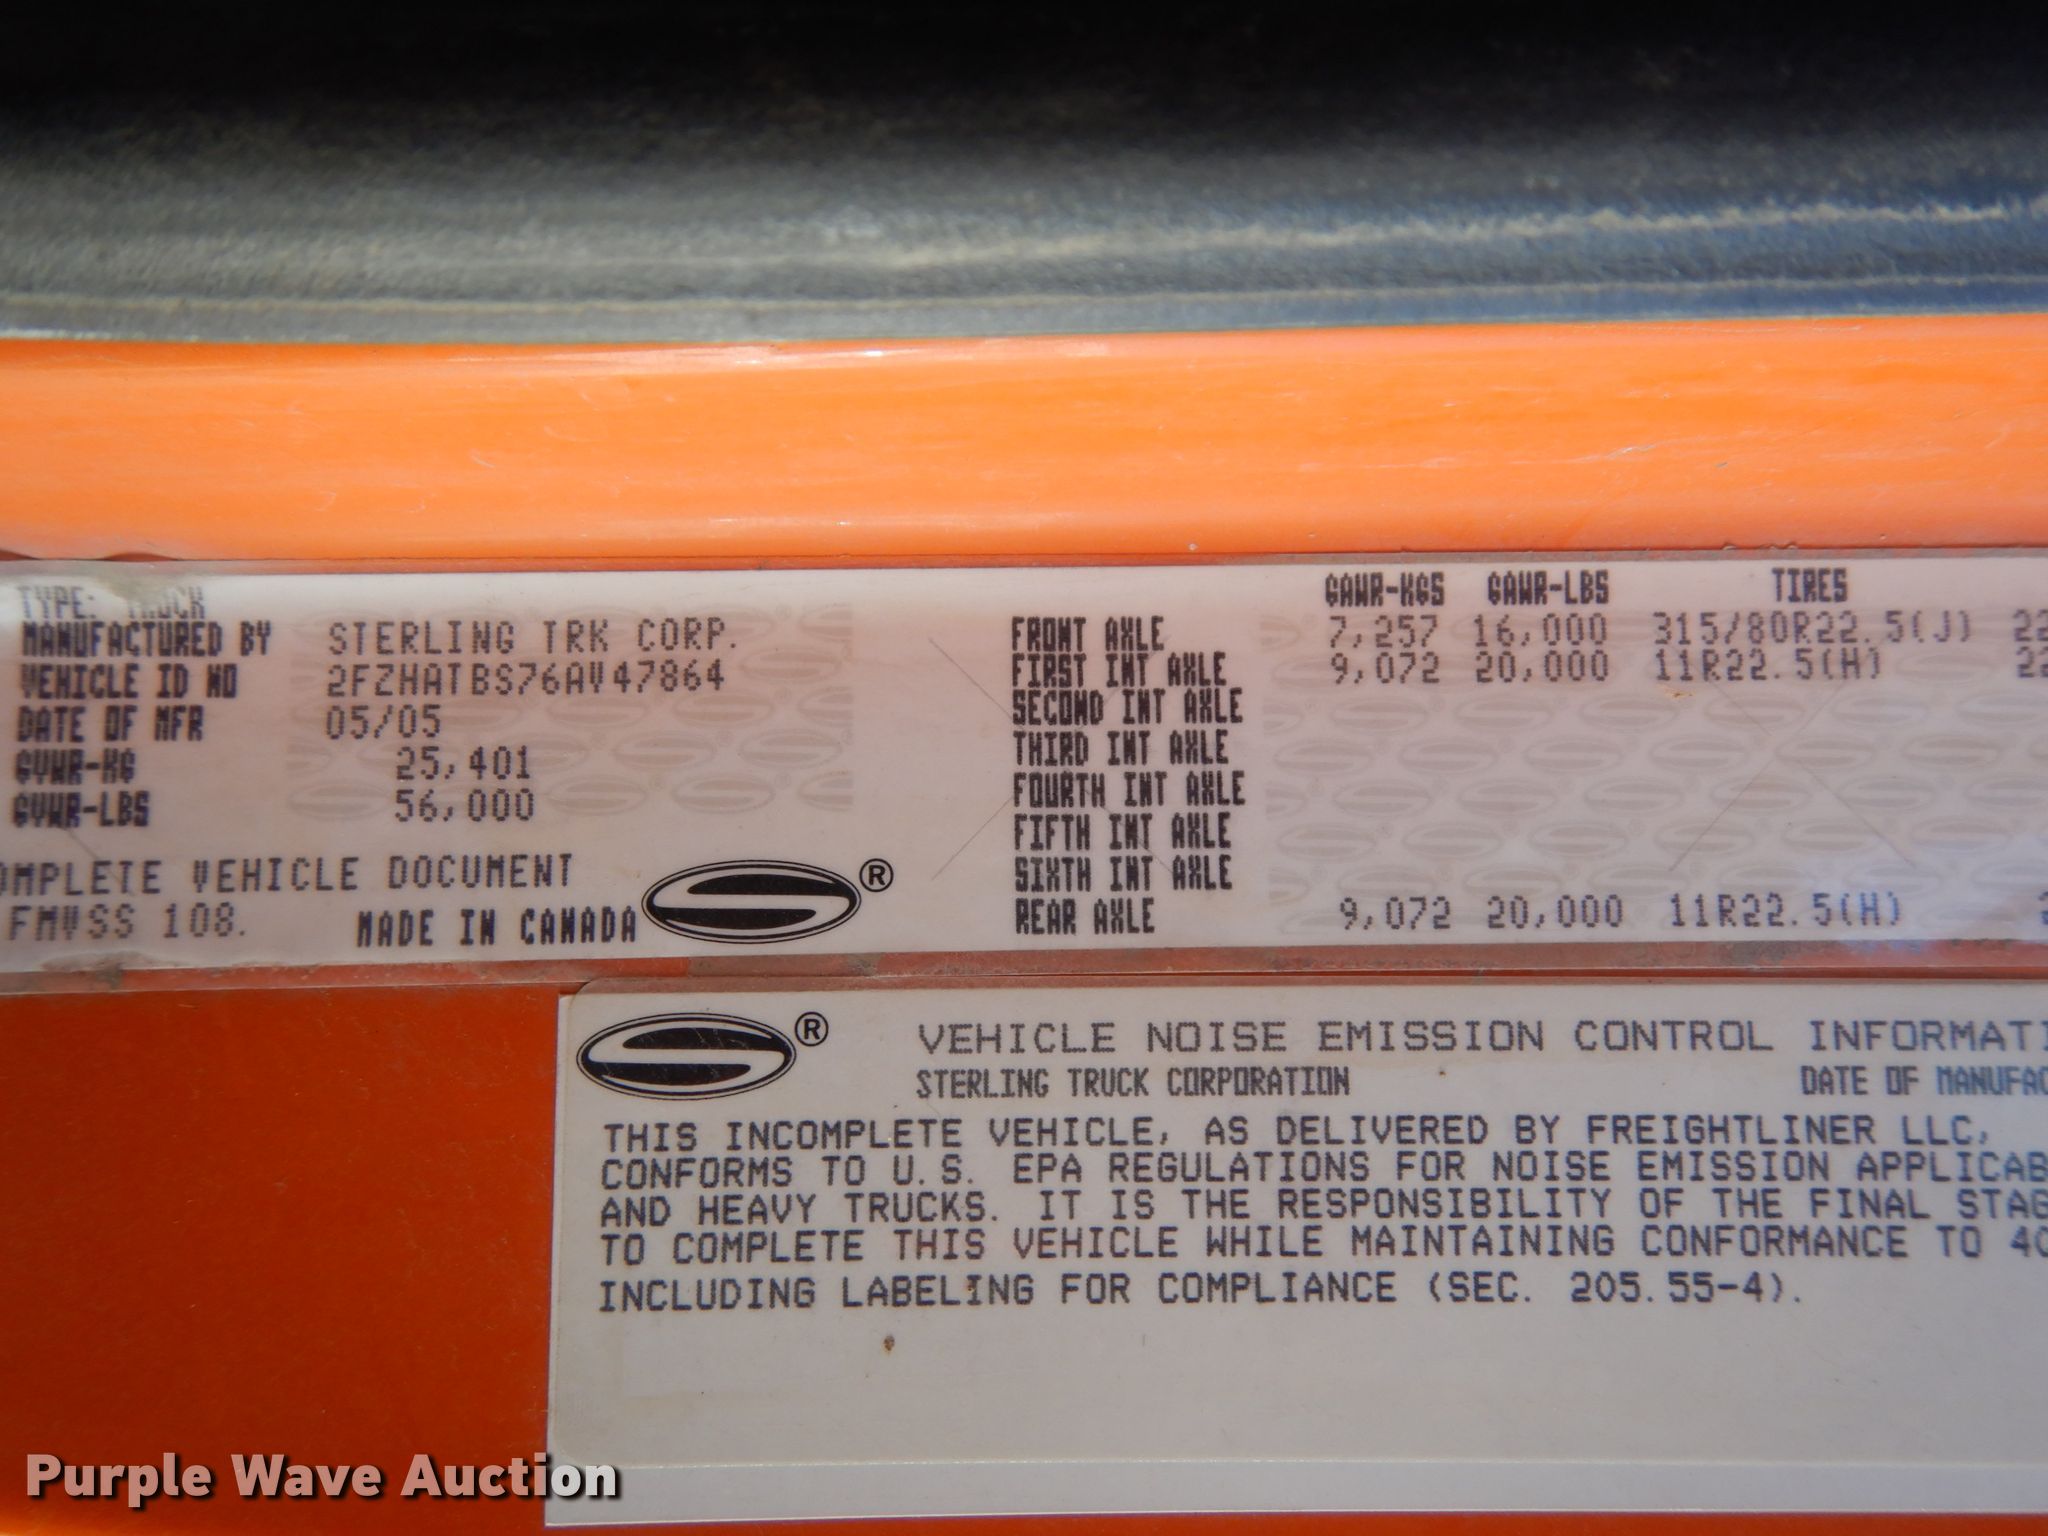 TYPE: TRUCK
MANUFACTURED BY STERLING TRK CORP.
VEHICLE ID NO 2FZHATBS76AV47864
DATE OF MFR 05/05
GVWR-KG 25,401
GVWR-LBS 56,000
OMPLETE VEHICLE DOCUMENT
FMVSS 108. MADE IN CANADA ®
GAWR-KGS GAWR-LBS TIRES
FRONT AXLE 7,257 16,000 315/80R22.5(J) 22
FIRST INT AXLE 9,072 20,000 11R22.5(H) 22
SECOND INT AXLE
THIRD INT AXLE
FOURTH INT AXLE
FIFTH INT AXLE
SIXTH INT AXLE
REAR AXLE 9,072 20,000 11R22.5(H) 2
® VEHICLE NOISE EMISSION CONTROL INFORMATI
STERLING TRUCK CORPORATION DATE OF MANUFAC
THIS INCOMPLETE VEHICLE, AS DELIVERED BY FREIGHTLINER LLC,
CONFORMS TO U.S. EPA REGULATIONS FOR NOISE EMISSION APPLICAB
AND HEAVY TRUCKS. IT IS THE RESPONSIBILITY OF THE FINAL STAG
TO COMPLETE THIS VEHICLE WHILE MAINTAINING CONFORMANCE TO 40
INCLUDING LABELING FOR COMPLIANCE (SEC. 205.55-4).
Purple Wave Auction